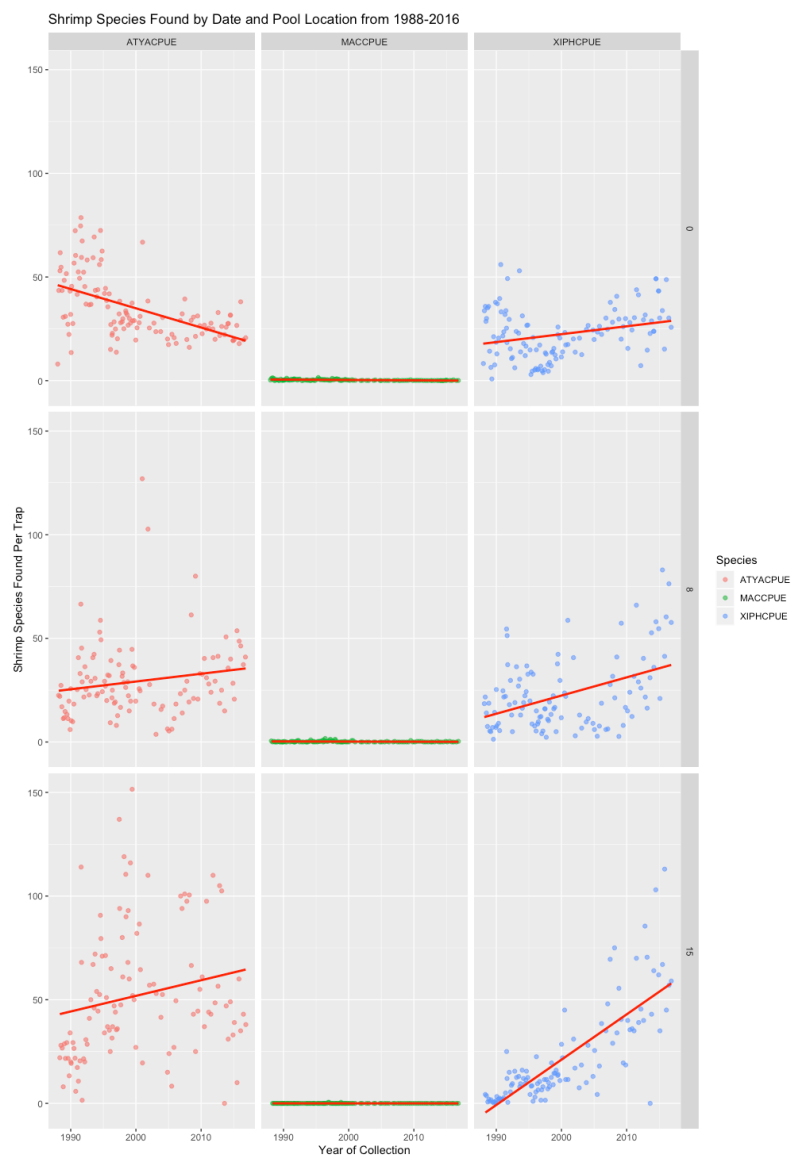 Shrimp Species Found by Date and Pool Location from 1988-2016
ATYACPUE MACCPUE XIPHCPUE
150
100
50
0
0
150
100
50
0
8
150
100
50
0
15
1990 2000 2010 1990 2000 2010 1990 2000 2010
Year of Collection
Shrimp Species Found Per Trap
Species
ATYACPUE
MACCPUE
XIPHCPUE